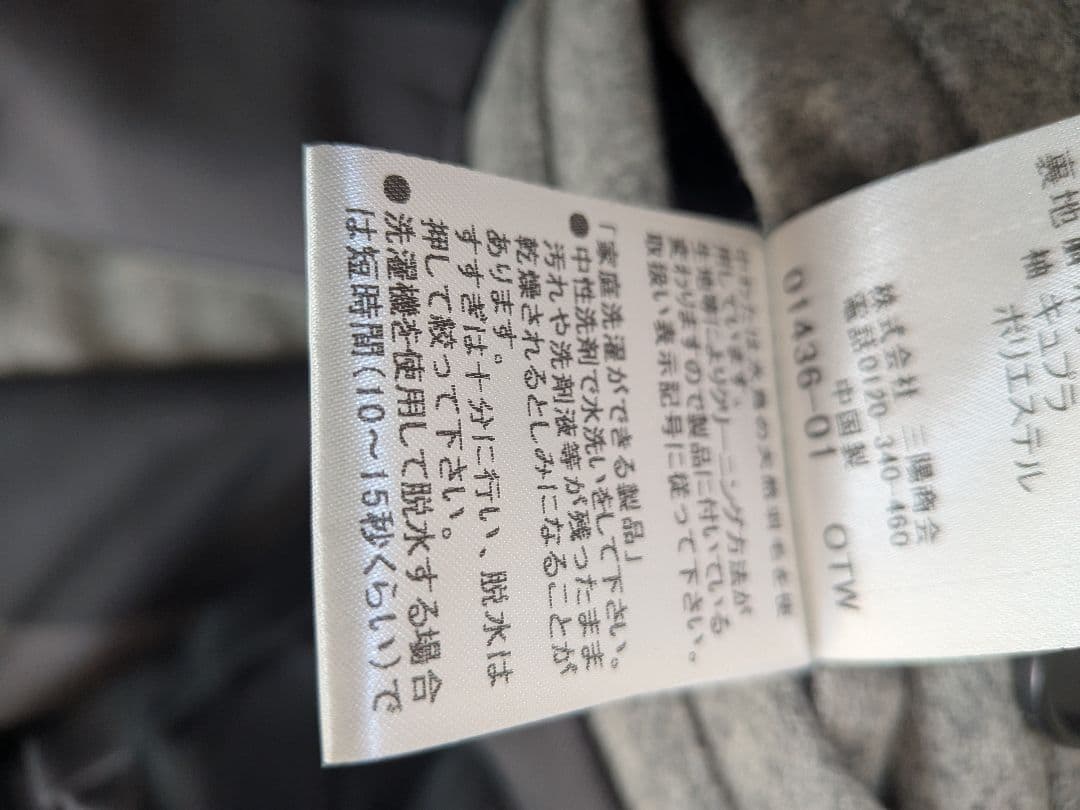 裏地
袖 キュプラ
ポリエステル
株式会社 三陽商会
電話0120-340-460
中国製
01436-01 OTW
押しています。
生地等によりクリーニング方法が
変わりますので製品に付いている
取扱い表示記号に従って下さい。
「家庭洗濯ができる製品」
●中性洗剤で水洗いをして下さい。
汚れや洗剤液等が残ったまま
乾燥されるとしみになることが
あります。
すすぎは十分に行い、脱水は
押して絞って下さい。
●洗濯機を使用して脱水する場合
は短時間(10〜15秒くらい)で